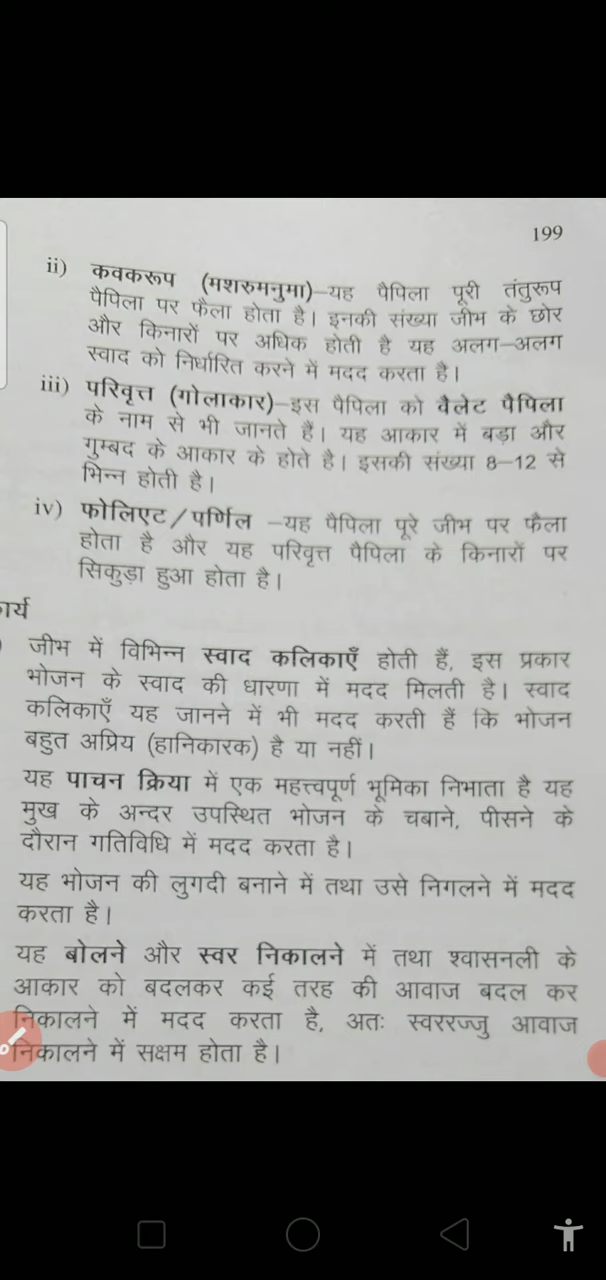 199
ii) कवकरूप (मशरुमनुमा)–यह पैपिला पूरी तंतुरूप
पैपिला पर फैला होता है। इनकी संख्या जीभ के छोर
और किनारों पर अधिक होती है यह अलग–अलग
स्वाद को निर्धारित करने में मदद करता है।
iii) परिवृत्त (गोलाकार)–इस पैपिला को वैलेट पैपिला
के नाम से भी जानते हैं। यह आकार में बड़ा और
गुम्बद के आकार के होते है। इसकी संख्या 8–12 से
भिन्न होती है।
iv) फोलिएट/पर्णिल –यह पैपिला पूरे जीभ पर फैला
होता है और यह परिवृत्त पैपिला के किनारों पर
सिकुड़ा हुआ होता है।
कार्य
जीभ में विभिन्न स्वाद कलिकाएँ होती हैं, इस प्रकार
भोजन के स्वाद की धारणा में मदद मिलती है। स्वाद
कलिकाएँ यह जानने में भी मदद करती हैं कि भोजन
बहुत अप्रिय (हानिकारक) है या नहीं।
यह पाचन क्रिया में एक महत्त्वपूर्ण भूमिका निभाता है यह
मुख के अन्दर उपस्थित भोजन के चबाने, पीसने के
दौरान गतिविधि में मदद करता है।
यह भोजन की लुगदी बनाने में तथा उसे निगलने में मदद
करता है।
यह बोलने और स्वर निकालने में तथा श्वासनली के
आकार को बदलकर कई तरह की आवाज बदल कर
निकालने में मदद करता है, अतः स्वररज्जु आवाज
निकालने में सक्षम होता है।